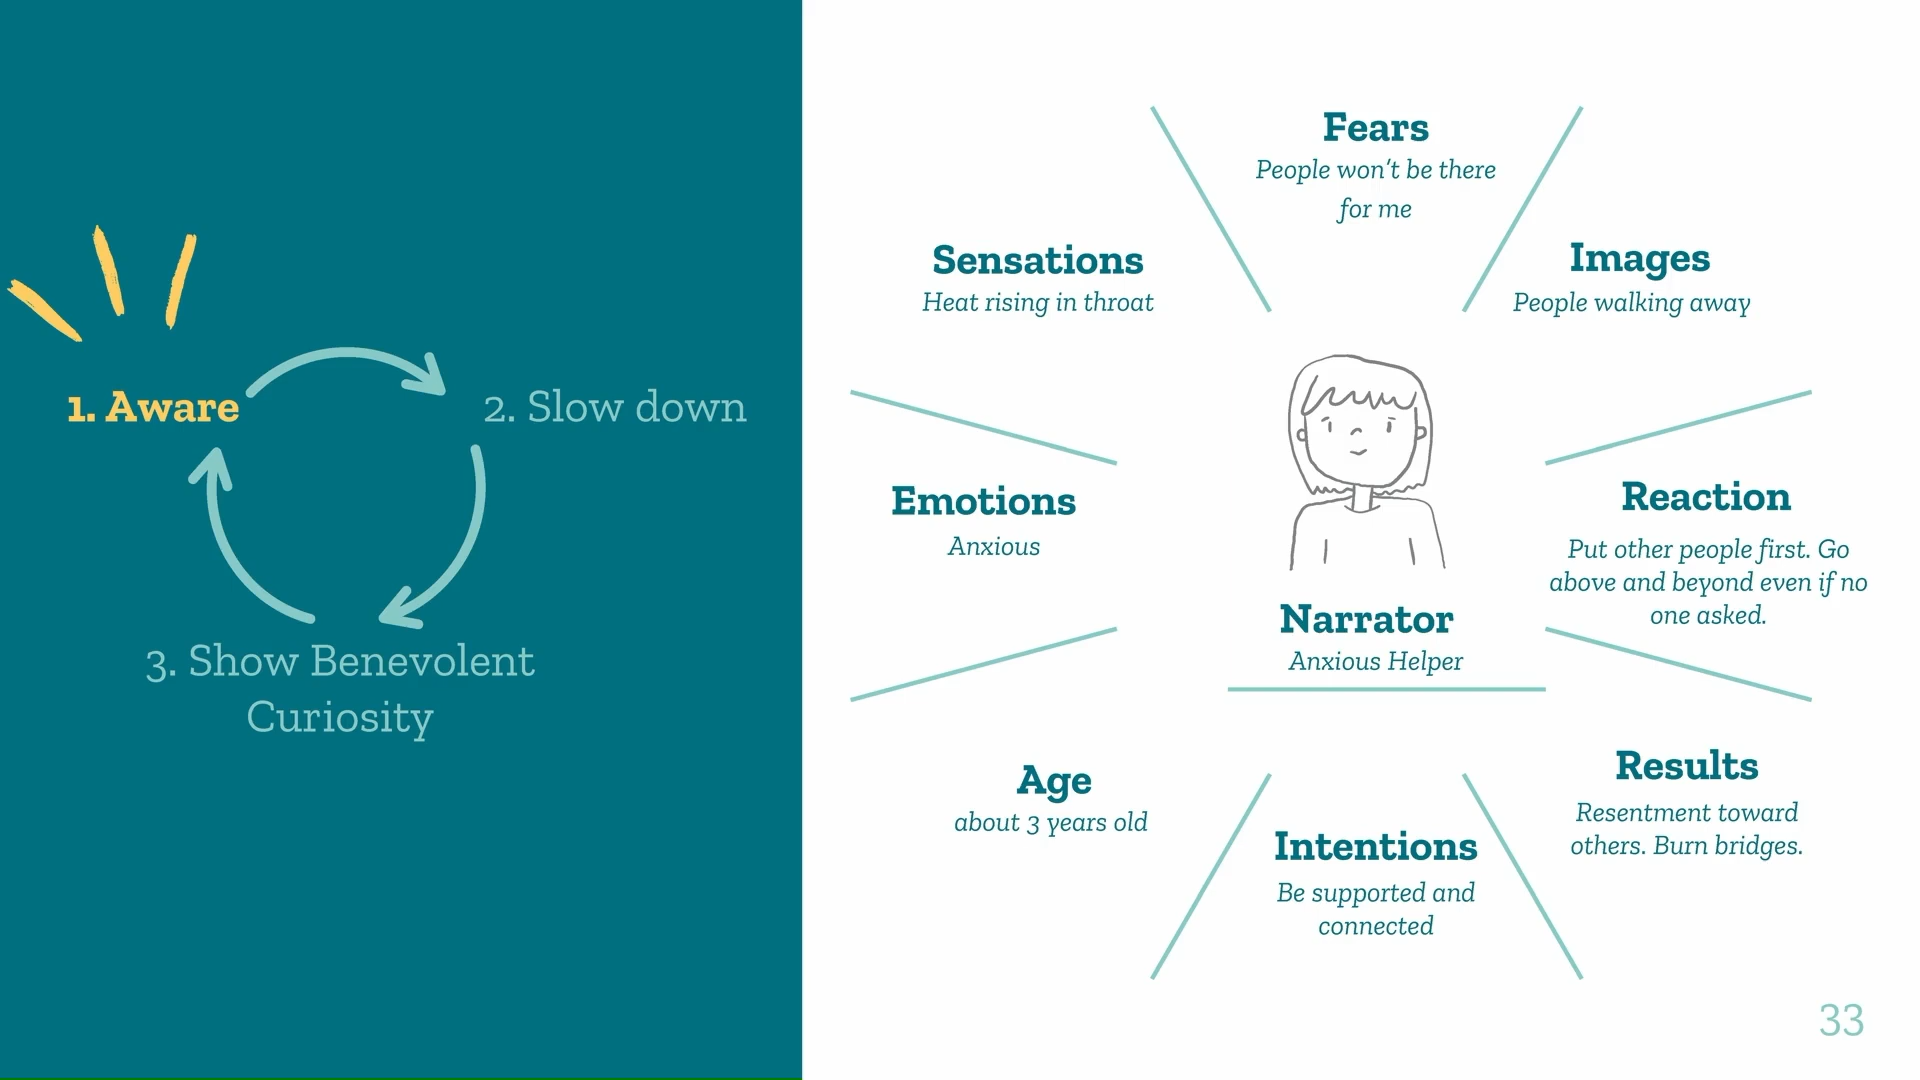 1. Aware
2. Slow down
3. Show Benevolent
Curiosity
Fears
People won't be there
for me
Sensations
Heat rising in throat
Images
People walking away
Emotions
Anxious
Reaction
Put other people first. Go
above and beyond even if no
one asked.
Narrator
Anxious Helper
Age
about 3 years old
Intentions
Be supported and
connected
Results
Resentment toward
others. Burn bridges.
33